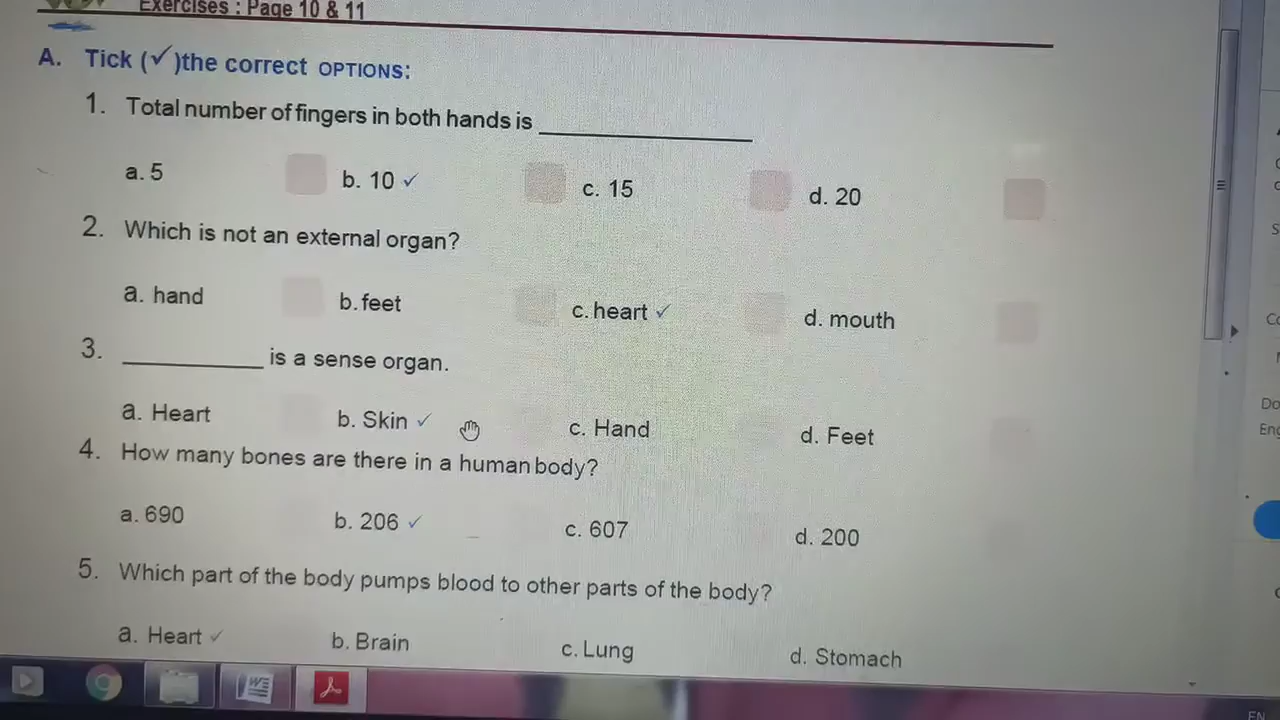 Exercises : Page 10 & 11
A. Tick (✓)the correct OPTIONS:
1. Total number of fingers in both hands is ____________
a. 5 b. 10 ✓ c. 15 d. 20
2. Which is not an external organ?
a. hand b. feet c. heart ✓ d. mouth
3. ____________ is a sense organ.
a. Heart b. Skin ✓ c. Hand d. Feet
4. How many bones are there in a human body?
a. 690 b. 206 ✓ c. 607 d. 200
5. Which part of the body pumps blood to other parts of the body?
a. Heart ✓ b. Brain c. Lung d. Stomach
EN